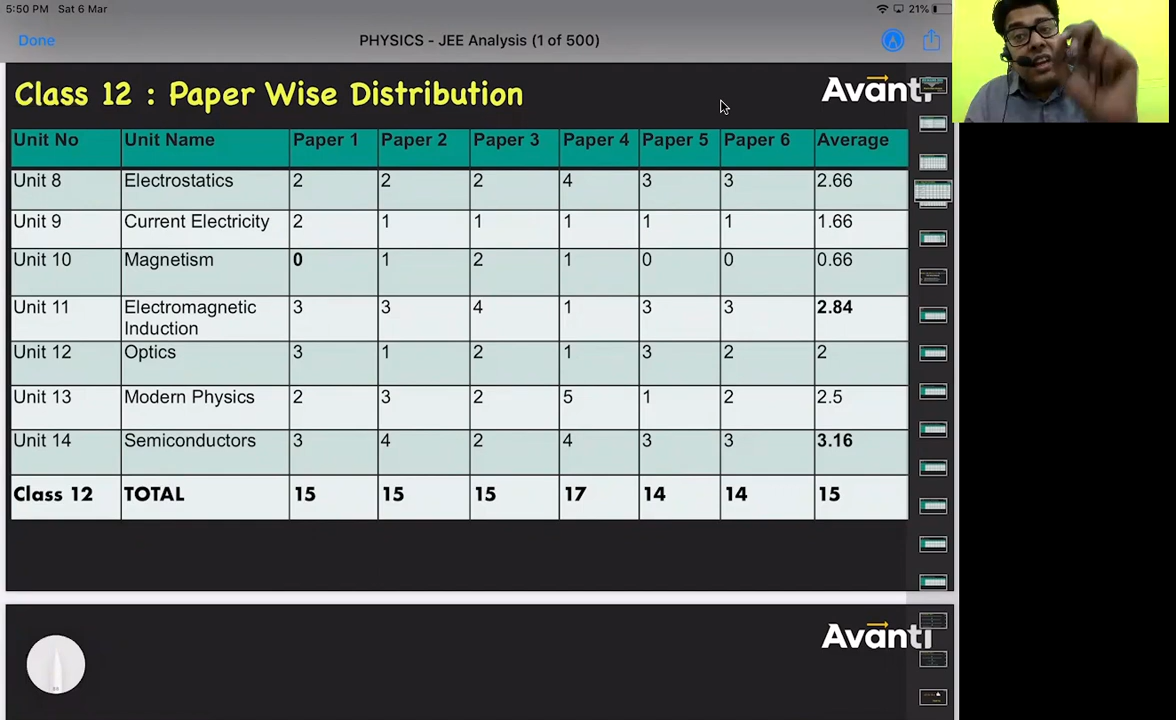 5:50 PM Sat 6 Mar 21%
Done PHYSICS - JEE Analysis (1 of 500)
Class 12 : Paper Wise Distribution Avanti
Unit No Unit Name Paper 1 Paper 2 Paper 3 Paper 4 Paper 5 Paper 6 Average
Unit 8 Electrostatics 2 2 2 4 3 3 2.66
Unit 9 Current Electricity 2 1 1 1 1 1 1.66
Unit 10 Magnetism 0 1 2 1 0 0 0.66
Unit 11 Electromagnetic 3 3 4 1 3 3 2.84
Induction
Unit 12 Optics 3 1 2 1 3 2 2
Unit 13 Modern Physics 2 3 2 5 1 2 2.5
Unit 14 Semiconductors 3 4 2 4 3 3 3.16
Class 12 TOTAL 15 15 15 17 14 14 15
Avanti